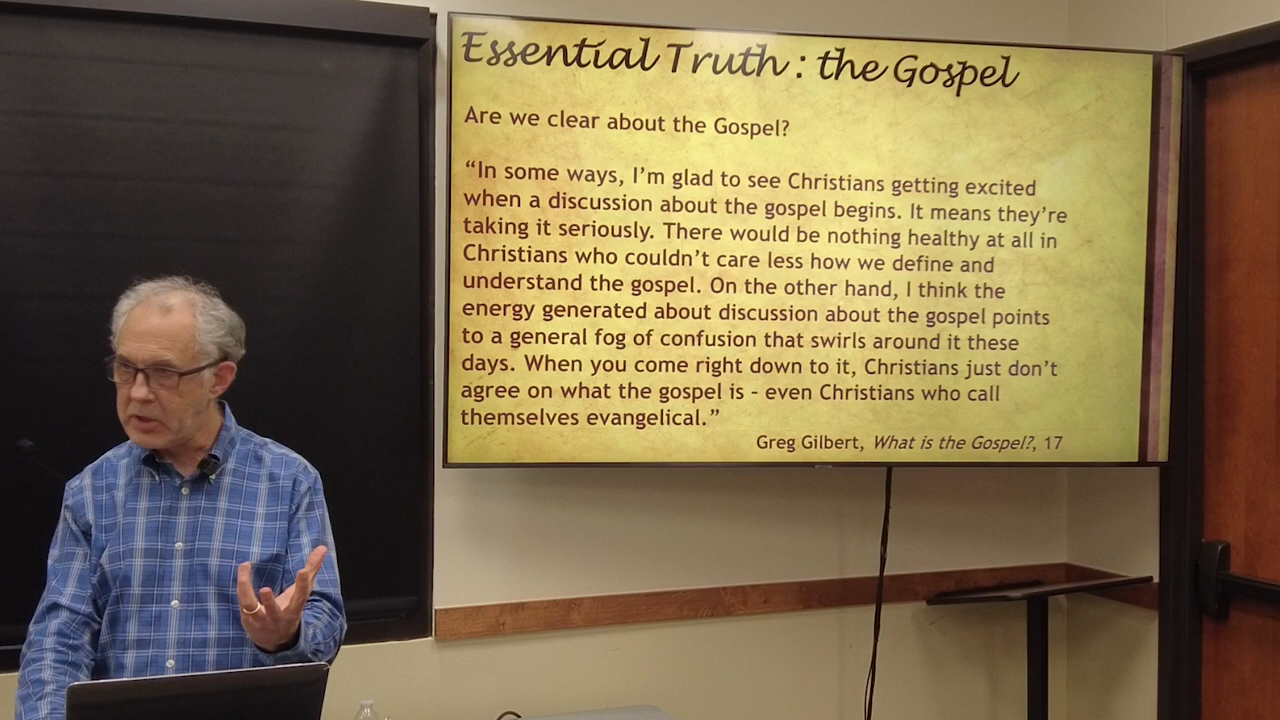 Essential Truth : the Gospel
Are we clear about the Gospel?
“In some ways, I’m glad to see Christians getting excited
when a discussion about the gospel begins. It means they’re
taking it seriously. There would be nothing healthy at all in
Christians who couldn’t care less how we define and
understand the gospel. On the other hand, I think the
energy generated about discussion about the gospel points
to a general fog of confusion that swirls around it these
days. When you come right down to it, Christians just don’t
agree on what the gospel is – even Christians who call
themselves evangelical.”
Greg Gilbert, What is the Gospel?, 17